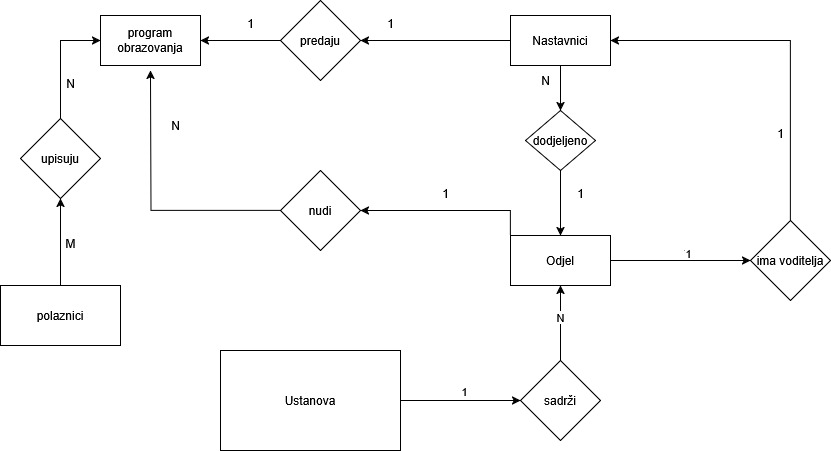 program
obrazovanja
1
predaju
1
Nastavnici
N
N
N
1
upisuju
dodjeljeno
nudi
1
1
M
Odjel
1
ima voditelja
polaznici
N
Ustanova
1
sadrži